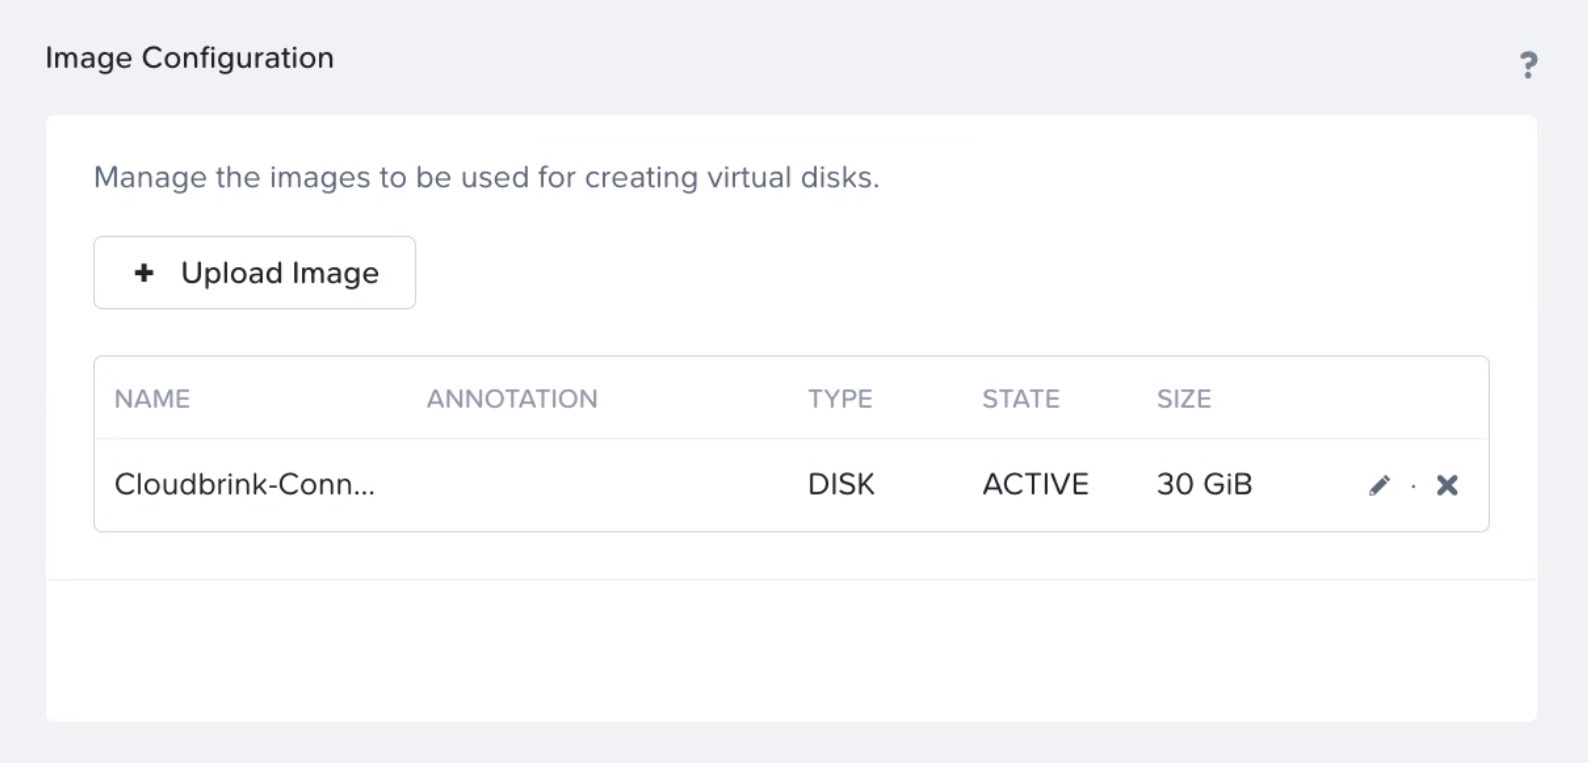 Image Configuration
?
Manage the images to be used for creating virtual disks.
+ Upload Image
NAME ANNOTATION TYPE STATE SIZE
Cloudbrink-Conn... DISK ACTIVE 30 GiB